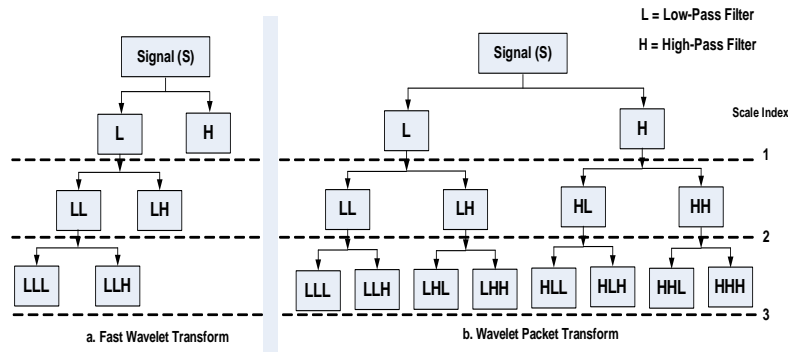 L = Low-Pass Filter
H = High-Pass Filter
Signal (S)
Signal (S)
Scale Index
L
H
L
H
1
LL
LH
LL
LH
HL
HH
2
LLL
LLH
LLL
LLH
LHL
LHH
HLL
HLH
HHL
HHH
3
a. Fast Wavelet Transform
b. Wavelet Packet Transform